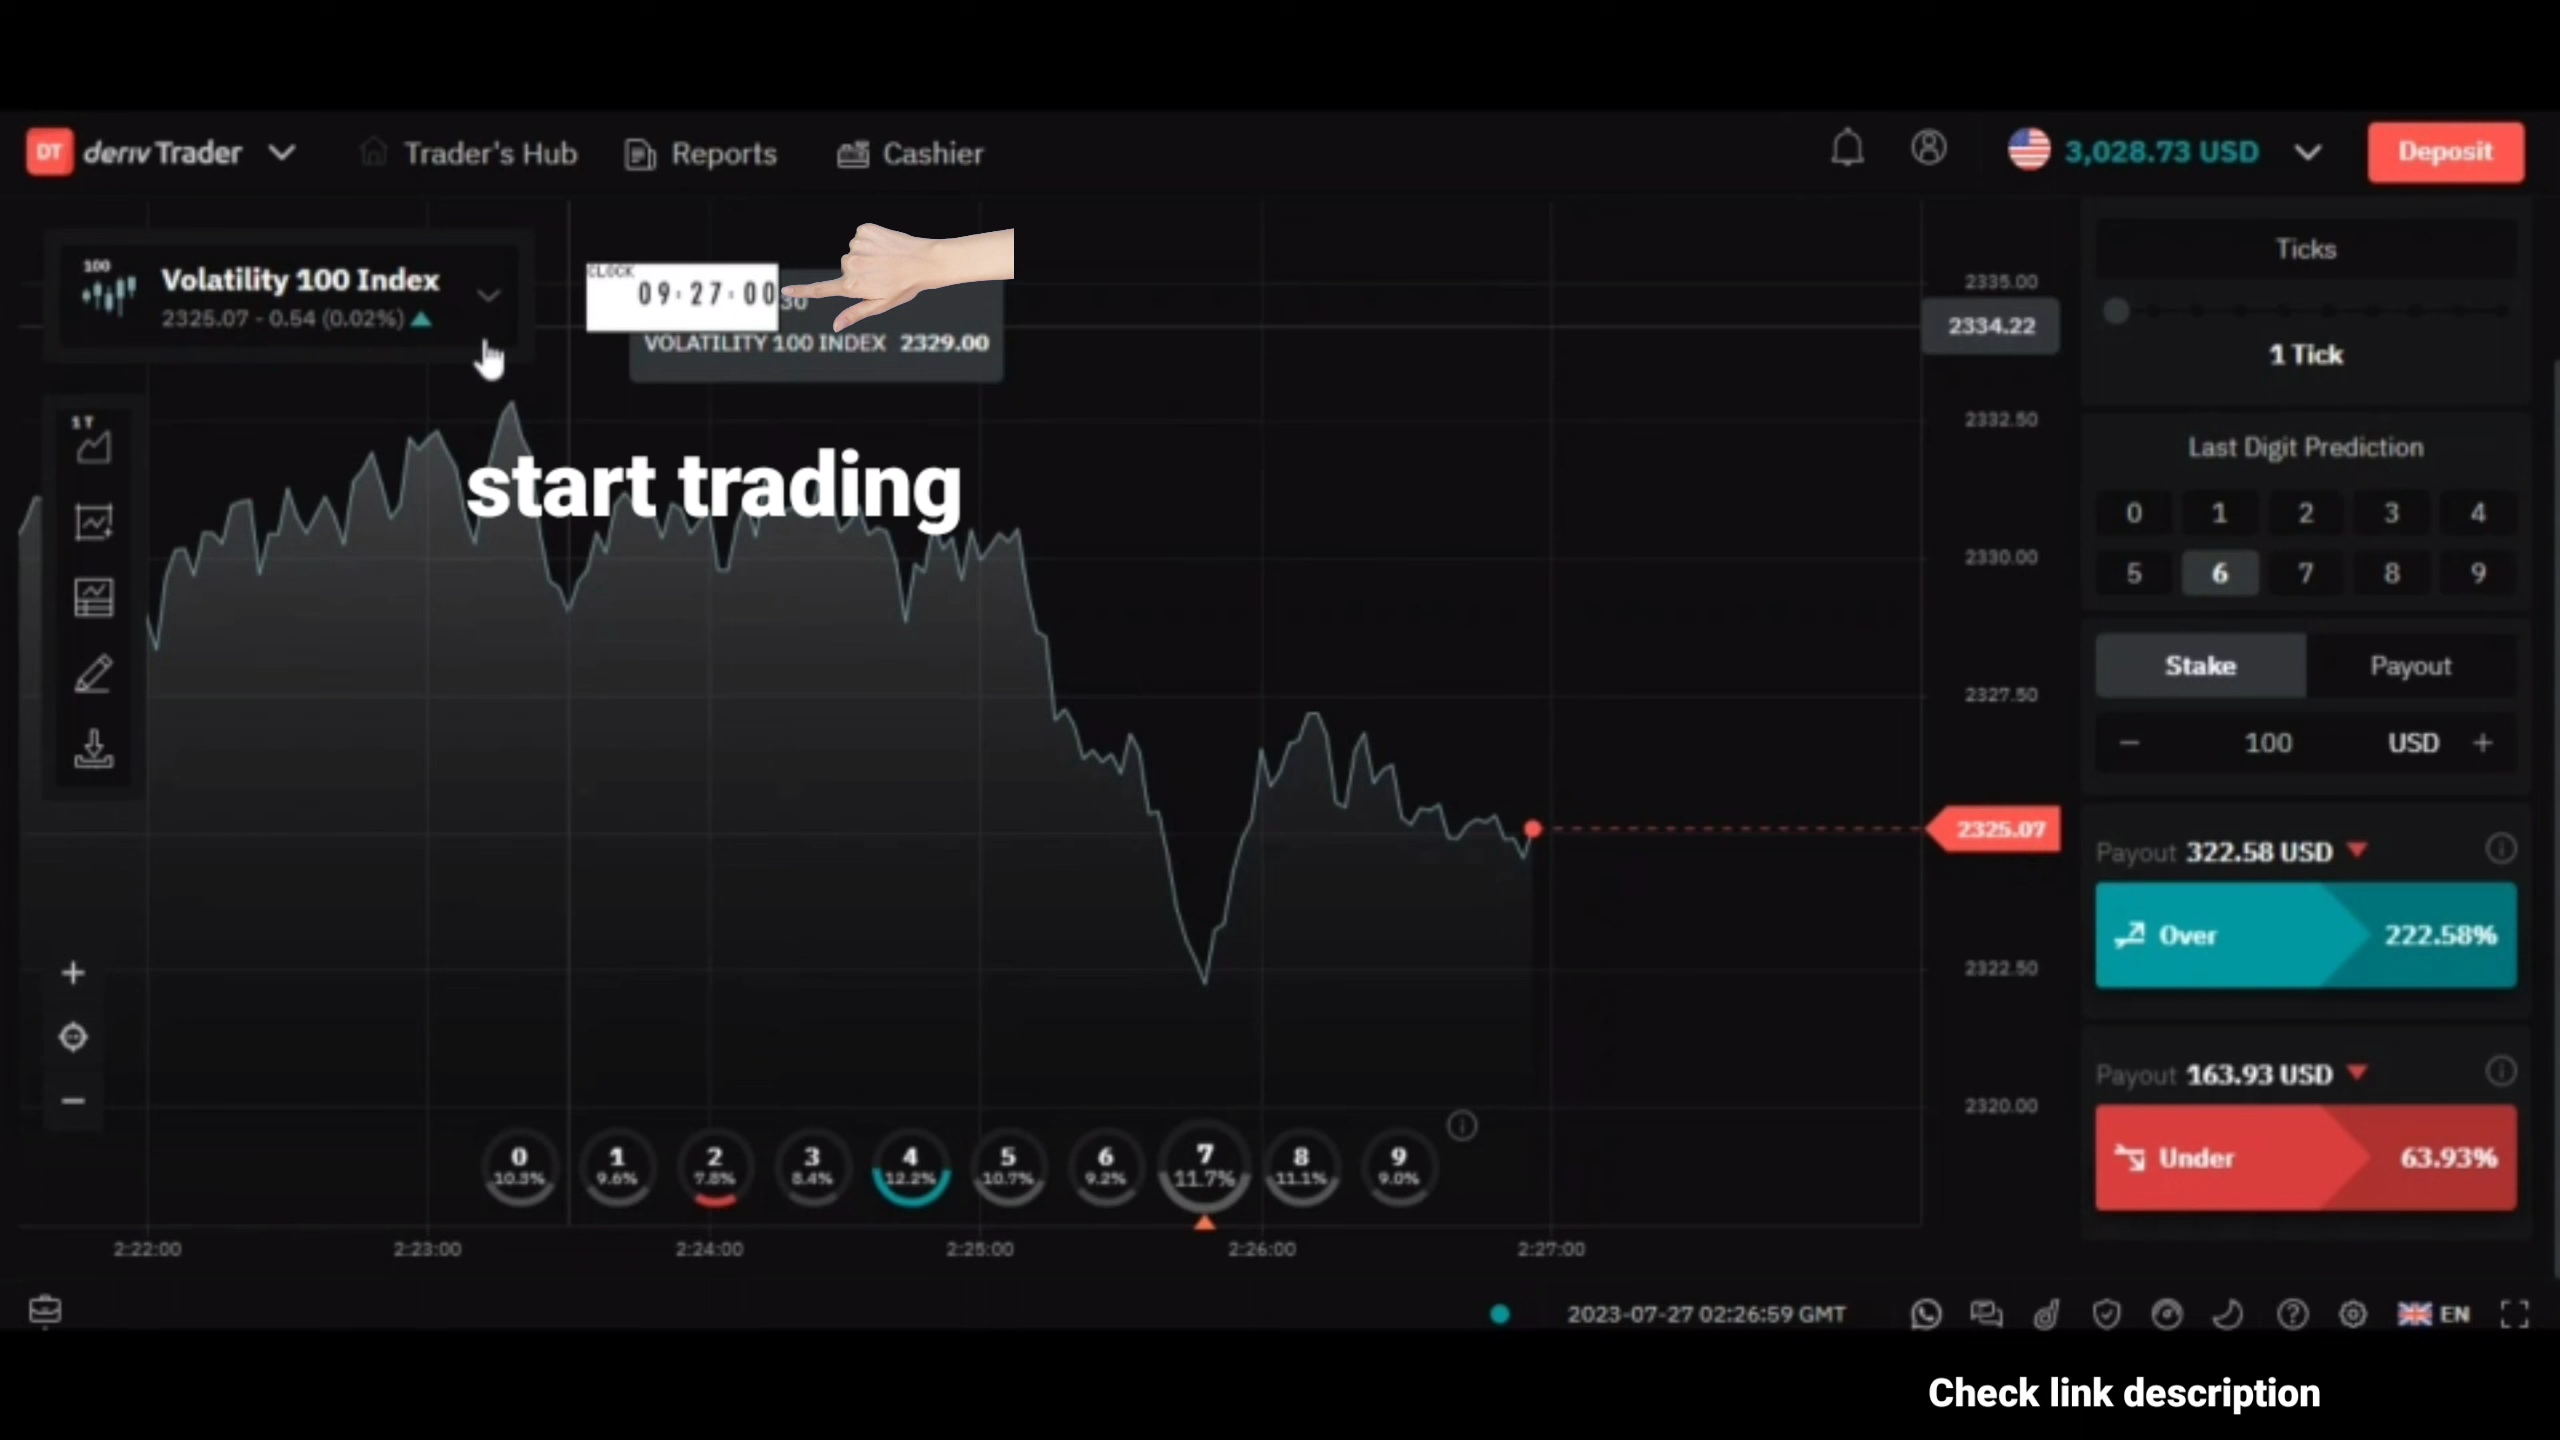 DT deriv Trader
Trader's Hub
Reports
Cashier
3,028.73 USD
Deposit
100
Volatility 100 Index
2325.07 - 0.54 (0.02%)
CLOCK
09:27:00
30
VOLATILITY 100 INDEX 2329.00
start trading
1T
2335.00
2334.22
2332.50
2330.00
2327.50
2325.07
2322.50
2320.00
Ticks
1 Tick
Last Digit Prediction
0 1 2 3 4
5 6 7 8 9
Stake Payout
− 100 USD +
Payout 322.58 USD
Over 222.58%
Payout 163.93 USD
Under 63.93%
0 1 2 3 4 5 6 7 8 9
10.3% 9.6% 7.8% 8.4% 12.2% 10.7% 9.2% 11.7% 11.1% 9.0%
2:22:00 2:23:00 2:24:00 2:25:00 2:26:00 2:27:00
2023-07-27 02:26:59 GMT
EN
Check link description